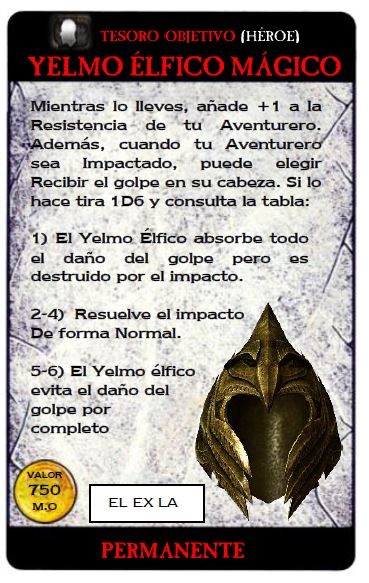 TESORO OBJETIVO (HÉROE)
YELMO ÉLFICO MÁGICO
Mientras lo lleves, añade +1 a la
Resistencia de tu Aventurero.
Además, cuando tu Aventurero
sea Impactado, puede elegir
Recibir el golpe en su cabeza. Si lo
hace tira 1D6 y consulta la tabla:
1) El Yelmo Élfico absorbe todo
el daño del golpe pero es
destruido por el impacto.
2-4) Resuelve el impacto
De forma Normal.
5-6) El Yelmo élfico
evita el daño del
golpe por
completo
VALOR
750
M.O
EL EX LA
PERMANENTE